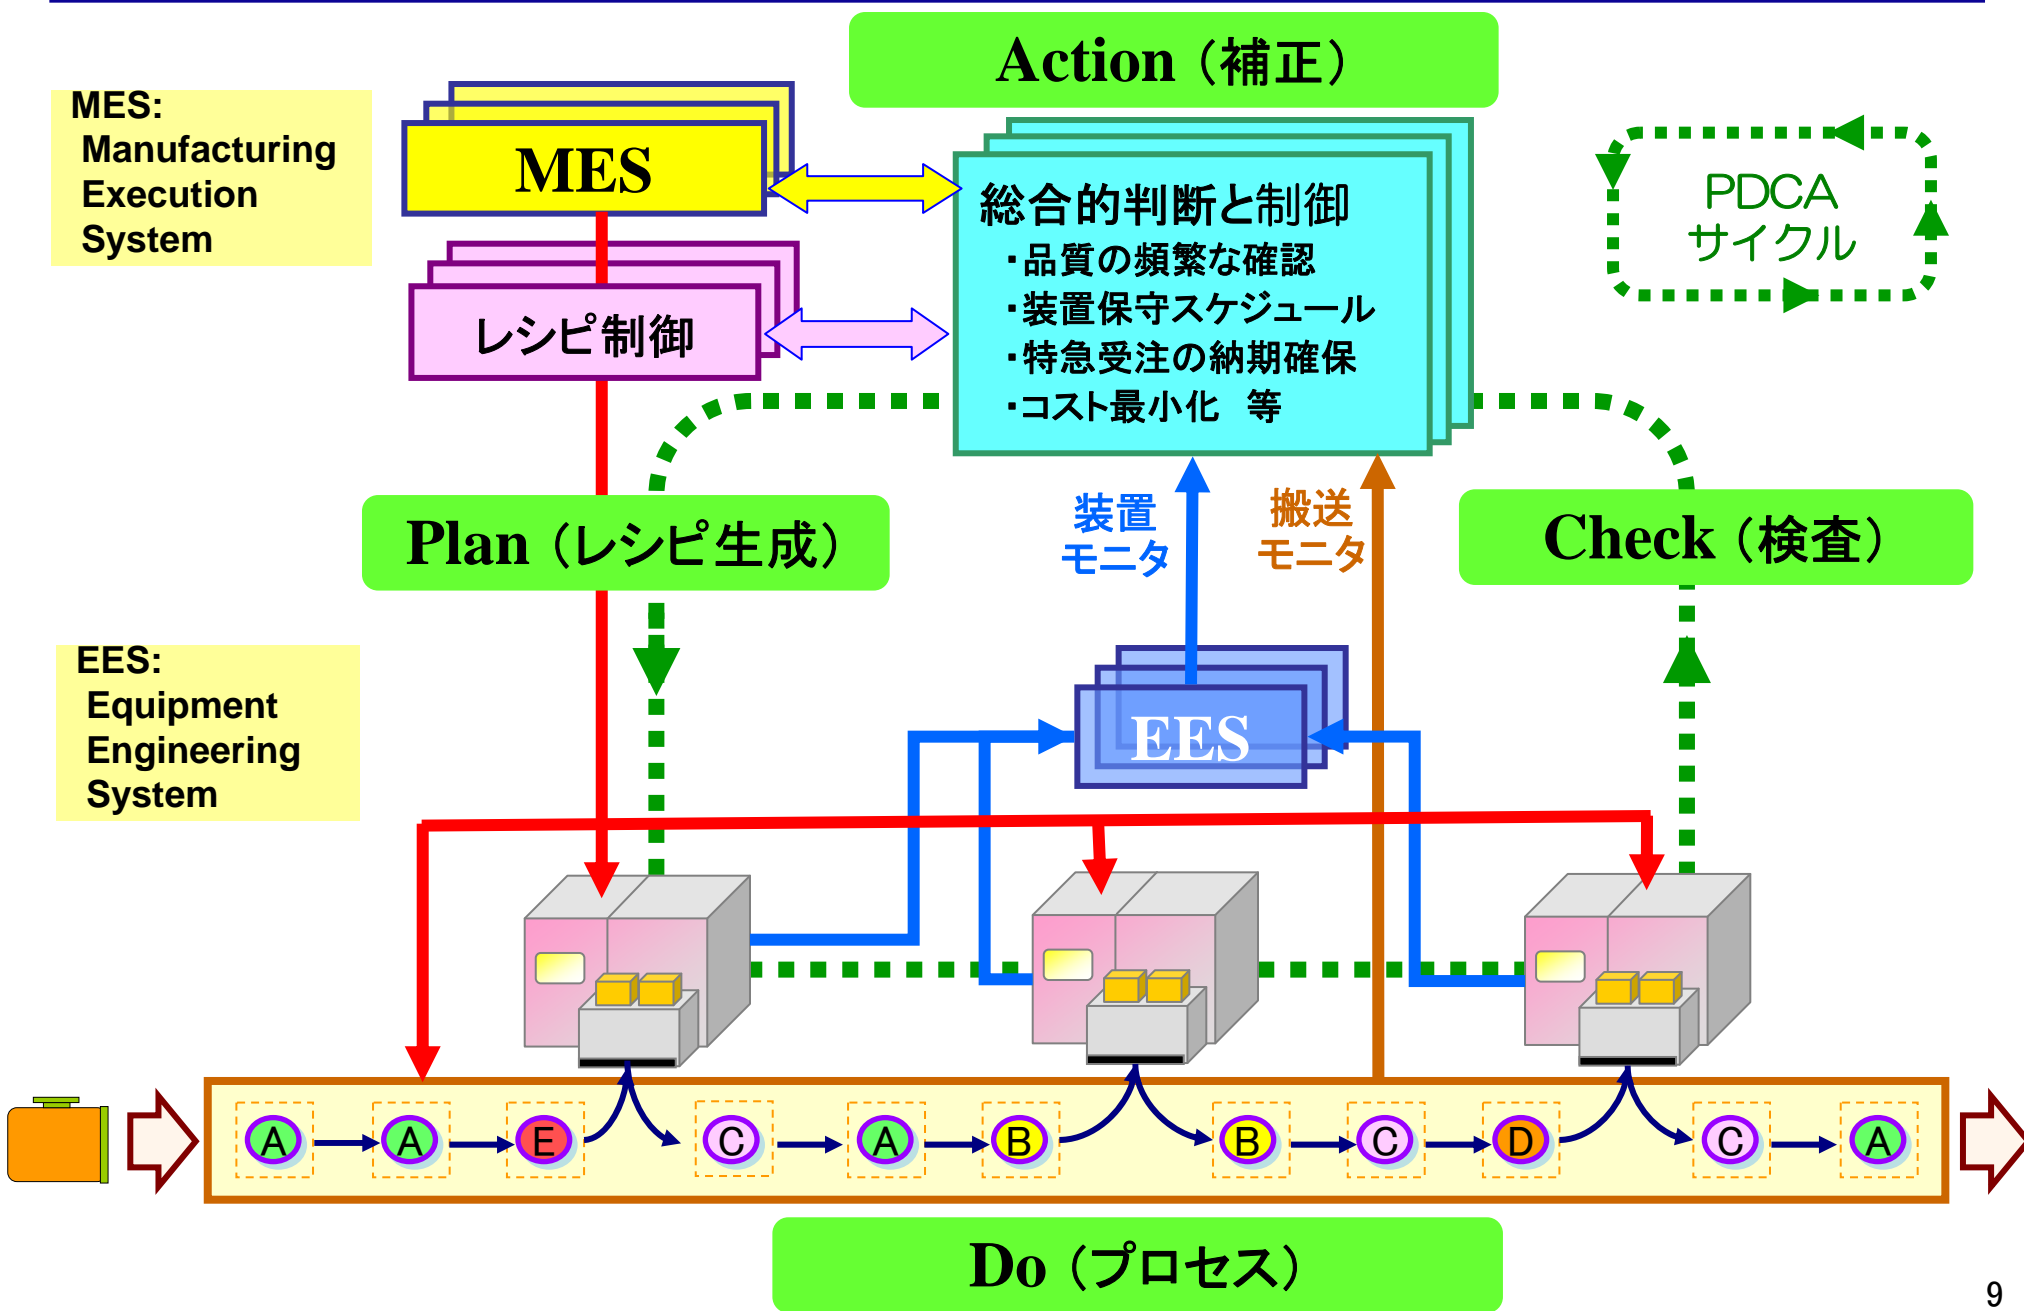 Action（補正）
MES:
Manufacturing
Execution
System
MES
総合的判断と制御
・品質の頻繁な確認
・装置保守スケジュール
・特急受注の納期確保
・コスト最小化　等
PDCA
サイクル
レシピ制御
Plan（レシピ生成）
装置
モニタ
搬送
モニタ
Check（検査）
EES:
Equipment
Engineering
System
EES
A A E C A B B C D C A
Do（プロセス）
9